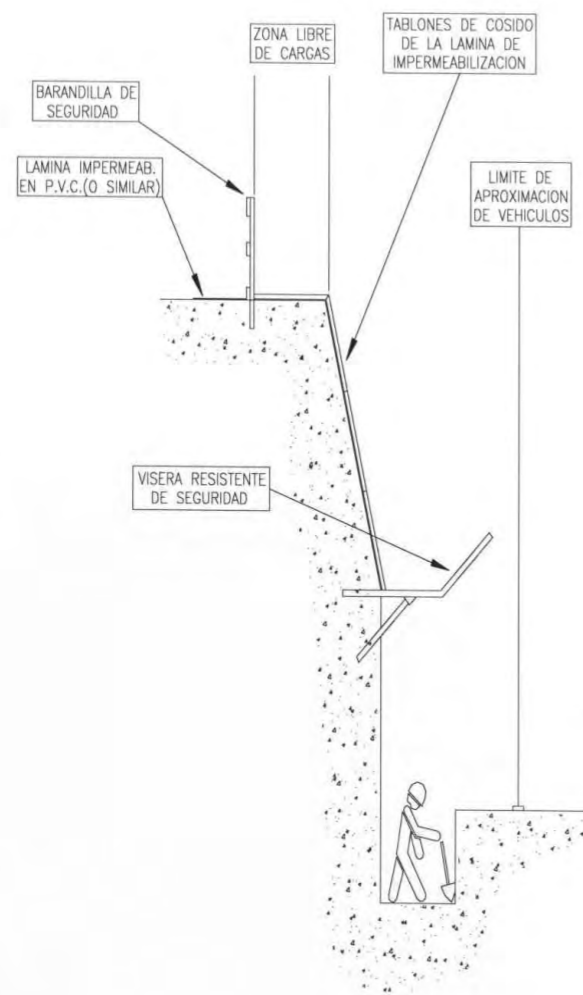 ZONA LIBRE
DE CARGAS
TABLONES DE COSIDO
DE LA LAMINA DE
IMPERMEABILIZACION
BARANDILLA DE
SEGURIDAD
LAMINA IMPERMEAB.
EN P.V.C.(O SIMILAR)
LIMITE DE
APROXIMACION
DE VEHICULOS
VISERA RESISTENTE
DE SEGURIDAD